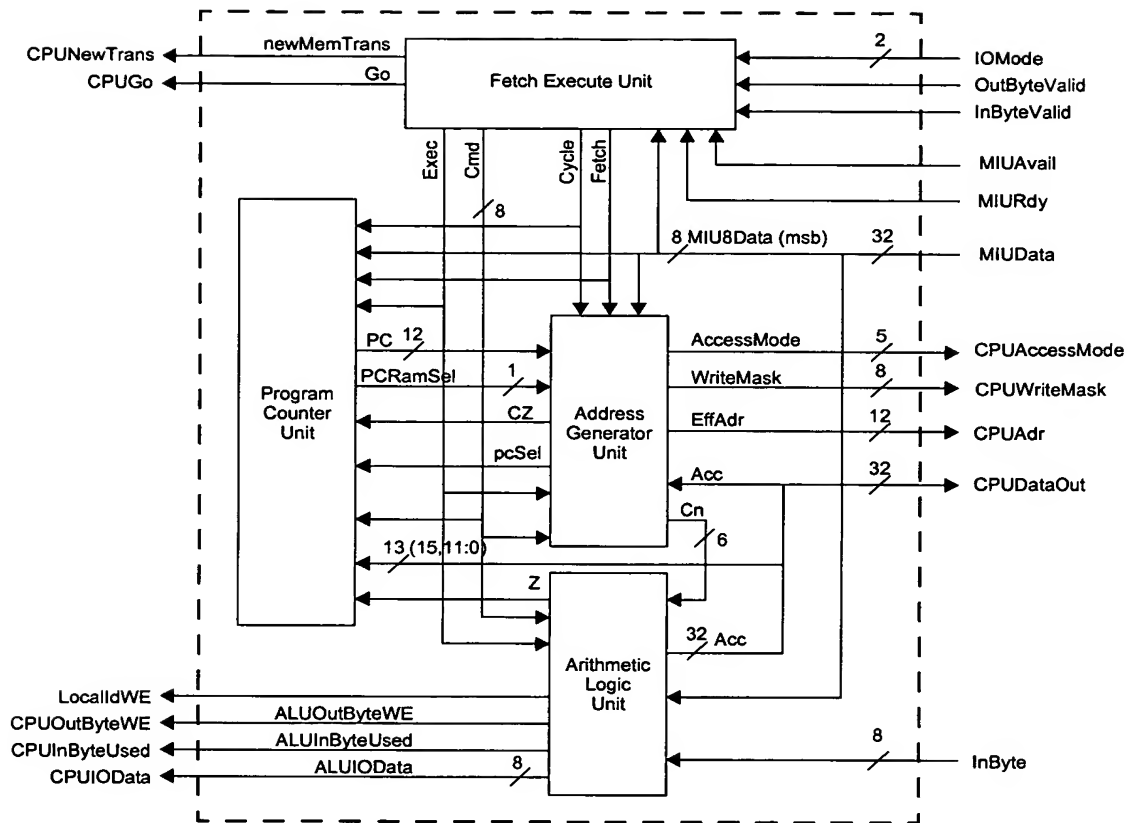 newMemTrans
2
CPUNewTrans
IOMode
Go
Fetch Execute Unit
CPUGo
OutByteValid
InByteValid
Exec
Cmd
Cycle
Fetch
MIUAvail
MIURdy
8
8 MIU8Data (msb)
32
MIUData
PC
12
AccessMode
5
CPUAccessMode
PCRamSel
1
WriteMask
8
CPUWriteMask
Program
Counter
Unit
CZ
Address
Generator
Unit
EffAdr
12
CPUAdr
pcSel
Acc
32
CPUDataOut
Cn
6
13 (15,11:0)
Z
32 Acc
Arithmetic
Logic
Unit
LocalIdWE
ALUOutByteWE
CPUOutByteWE
ALUInByteUsed
CPUInByteUsed
ALUIOData
8
CPUIOData
8
InByte